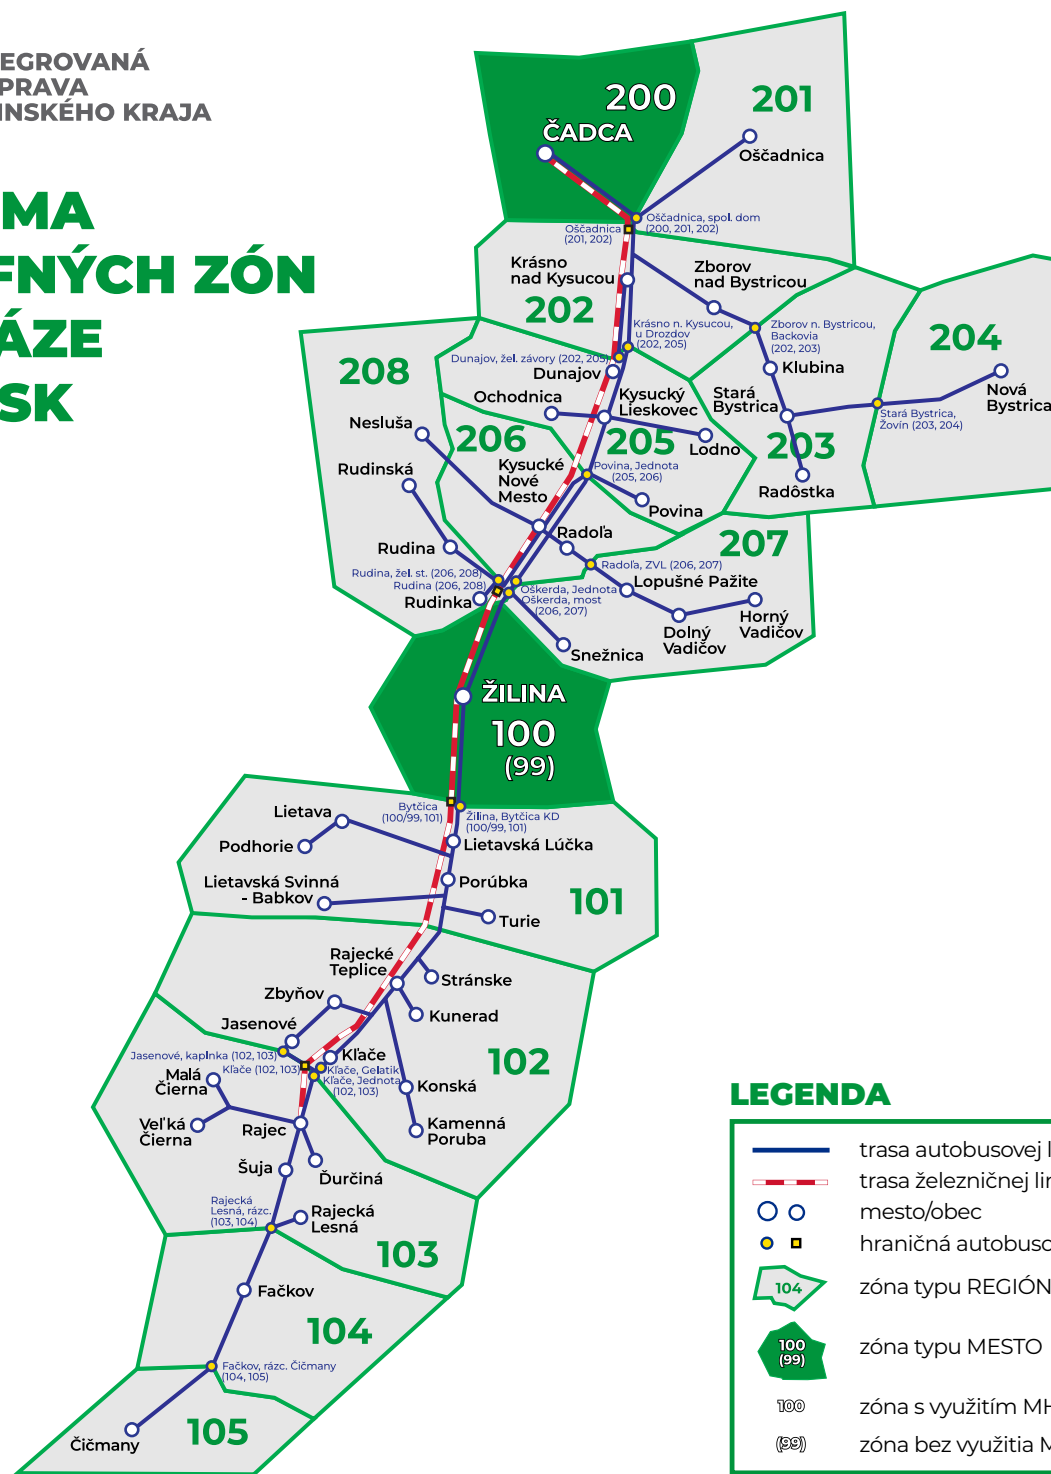 EGROVANÁ
PRAVA
INSKÉHO KRAJA
MA
FNÝCH ZÓN
ÁZE
SK
200
ČADCA
201
Oščadnica
Oščadnica, spol. dom
(200, 201, 202)
Oščadnica
(201, 202)
Krásno
nad Kysucou
202
Zborov
nad Bystricou
Krásno n. Kysucou,
u Drozdov
(202, 205)
Zborov n. Bystricou,
Backovia
(202, 203)
204
Dunajov, žel. závory (202, 205)
Dunajov
Klubina
208
Ochodnica
Kysucký
Lieskovec
Stará
Bystrica
Nová
Bystrica
Stará Bystrica,
Žovín (203, 204)
Nesluša
206
205
Lodno
203
Rudinská
Kysucké
Nové
Mesto
Povina, Jednota
(205, 206)
Radôstka
Povina
Radoľa
207
Rudina
Radoľa, ZVL (206, 207)
Rudina, žel. st. (206, 208)
Rudina (206, 208)
Rudinka
Oškerda, Jednota
Oškerda, most
(206, 207)
Lopušné Pažite
Dolný
Vadičov
Horný
Vadičov
Snežnica
ŽILINA
100
(99)
Bytčica
(100/99, 101)
Žilina, Bytčica KD
(100/99, 101)
Lietava
Podhorie
Lietavská Lúčka
Lietavská Svinná
- Babkov
Porúbka
101
Turie
Rajecké
Teplice
Stránske
Zbyňov
Kunerad
Jasenové
102
Jasenové, kaplnka (102, 103)
Kľače
Kľače (102, 103)
Kľače, Gelatik
Kľače, Jednota
(102, 103)
Malá
Čierna
Konská
Veľká
Čierna
Rajec
Kamenná
Poruba
Šuja
Ďurčiná
Rajecká
Lesná, rázc.
(103, 104)
Rajecká
Lesná
103
Fačkov
104
Fačkov, rázc. Čičmany
(104, 105)
105
Čičmany
LEGENDA
trasa autobusovej l
trasa železničnej lin
mesto/obec
hraničná autobuso
104
zóna typu REGIÓN
100
(99)
zóna typu MESTO
100
zóna s využitím MH
(99)
zóna bez využitia M